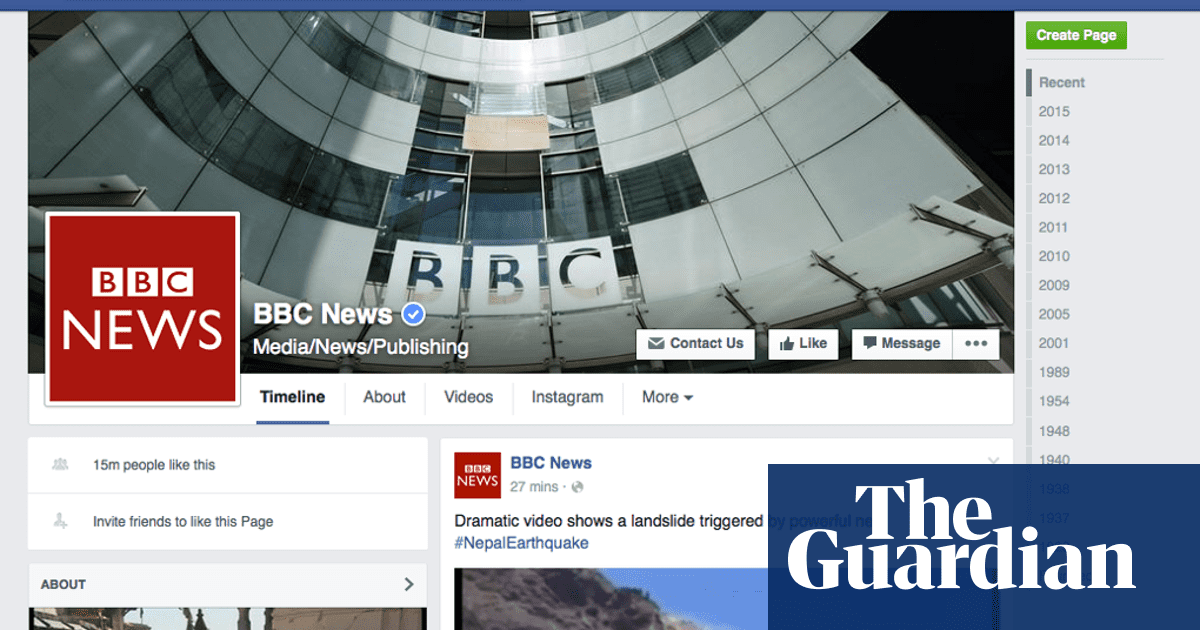 Create Page
Recent
2015
2014
2013
2012
2011
2010
2009
2005
2001
1989
1954
1948
1940
1938
1937
BBC
BBC
NEWS
BBC News
Media/News/Publishing
Contact Us
Like
Message
Timeline
About
Videos
Instagram
More
15m people like this
Invite friends to like this Page
ABOUT
BBC
NEWS
BBC News
27 mins ·
Dramatic video shows a landslide triggered by powerful
#NepalEarthquake
The
Guardian